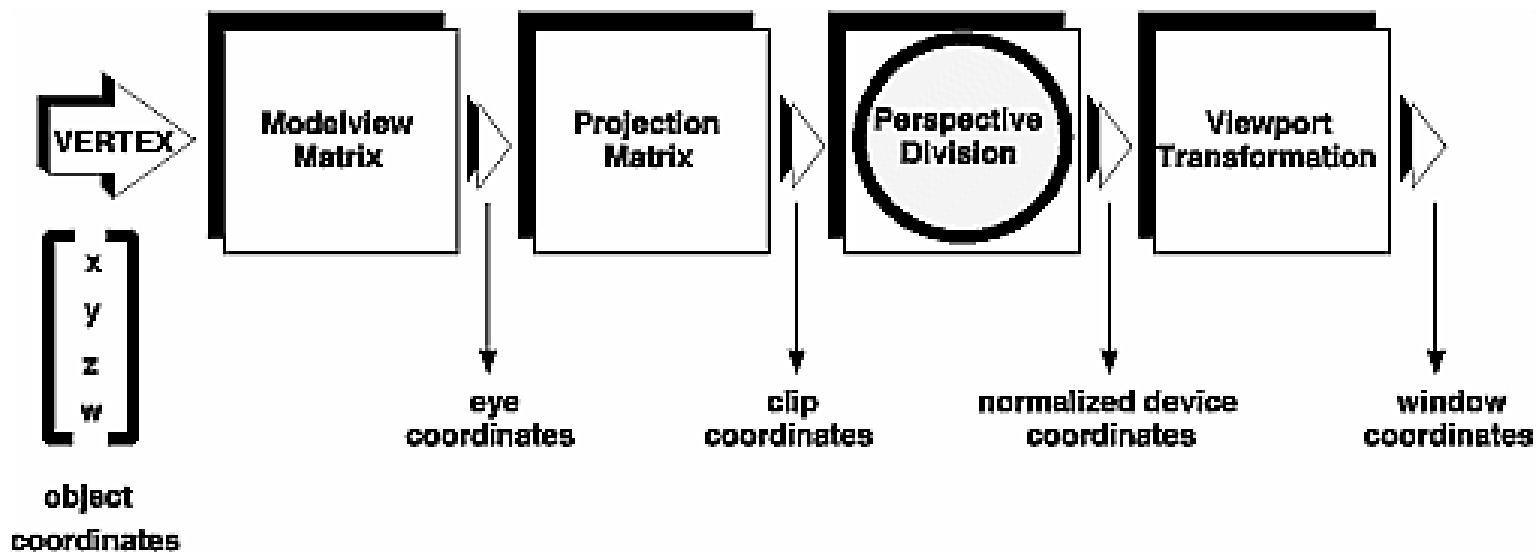 VERTEX
Modelview
Matrix
Projection
Matrix
Perspective
Division
Viewport
Transformation
x
y
z
w
object
coordinates
eye
coordinates
clip
coordinates
normalized device
coordinates
window
coordinates